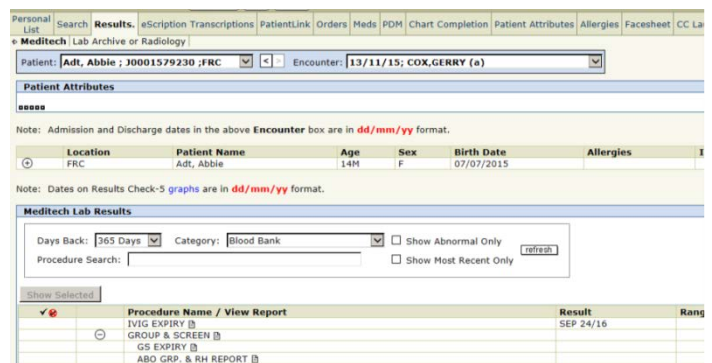 Personal List Search Results. eScription Transcriptions PatientLink Orders Meds PDM Chart Completion Patient Attributes Allergies Facesheet CC
Meditech Lab Archive or Radiology
Patient: Adt, Abbie ; J0001579230 ;FRC < > Encounter: 13/11/15; COX,GERRY (a)
Patient Attributes
Note: Admission and Discharge dates in the above Encounter box are in dd/mm/yy format.
Location Patient Name Age Sex Birth Date Allergies
FRC Adt, Abbie 14M F 07/07/2015
Note: Dates on Results Check-5 graphs are in dd/mm/yy format.
Meditech Lab Results
Days Back: 365 Days Category: Blood Bank Show Abnormal Only refresh
Procedure Search: Show Most Recent Only
Show Selected
Procedure Name / View Report Result Rang
IVIG EXPIRY SEP 24/16
GROUP & SCREEN
GS EXPIRY
ABO GRP. & RH REPORT